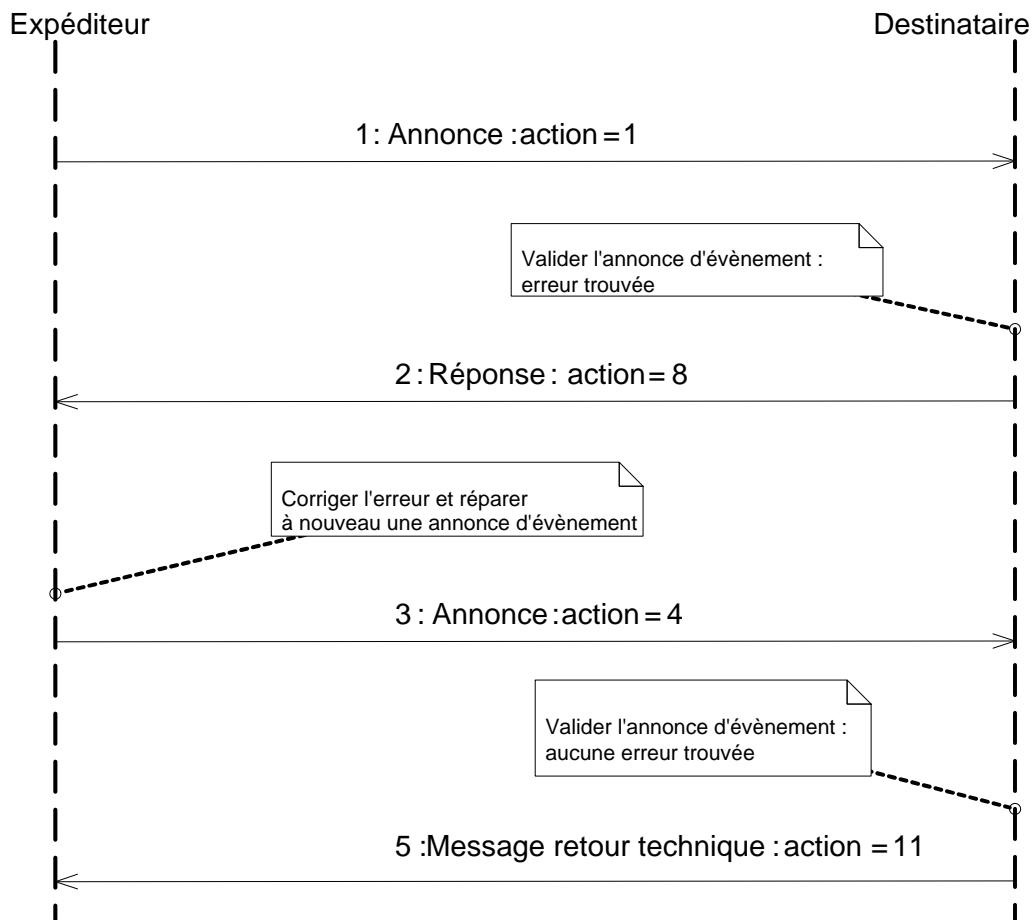 Expéditeur
Destinataire
1: Annonce :action =1
Valider l'annonce d'évènement :
erreur trouvée
2 :Réponse : action= 8
Corriger l'erreur et réparer
à nouveau une annonce d'évènement
3 : Annonce :action = 4
Valider l'annonce d'évènement :
aucune erreur trouvée
5 :Message retour technique :action =11